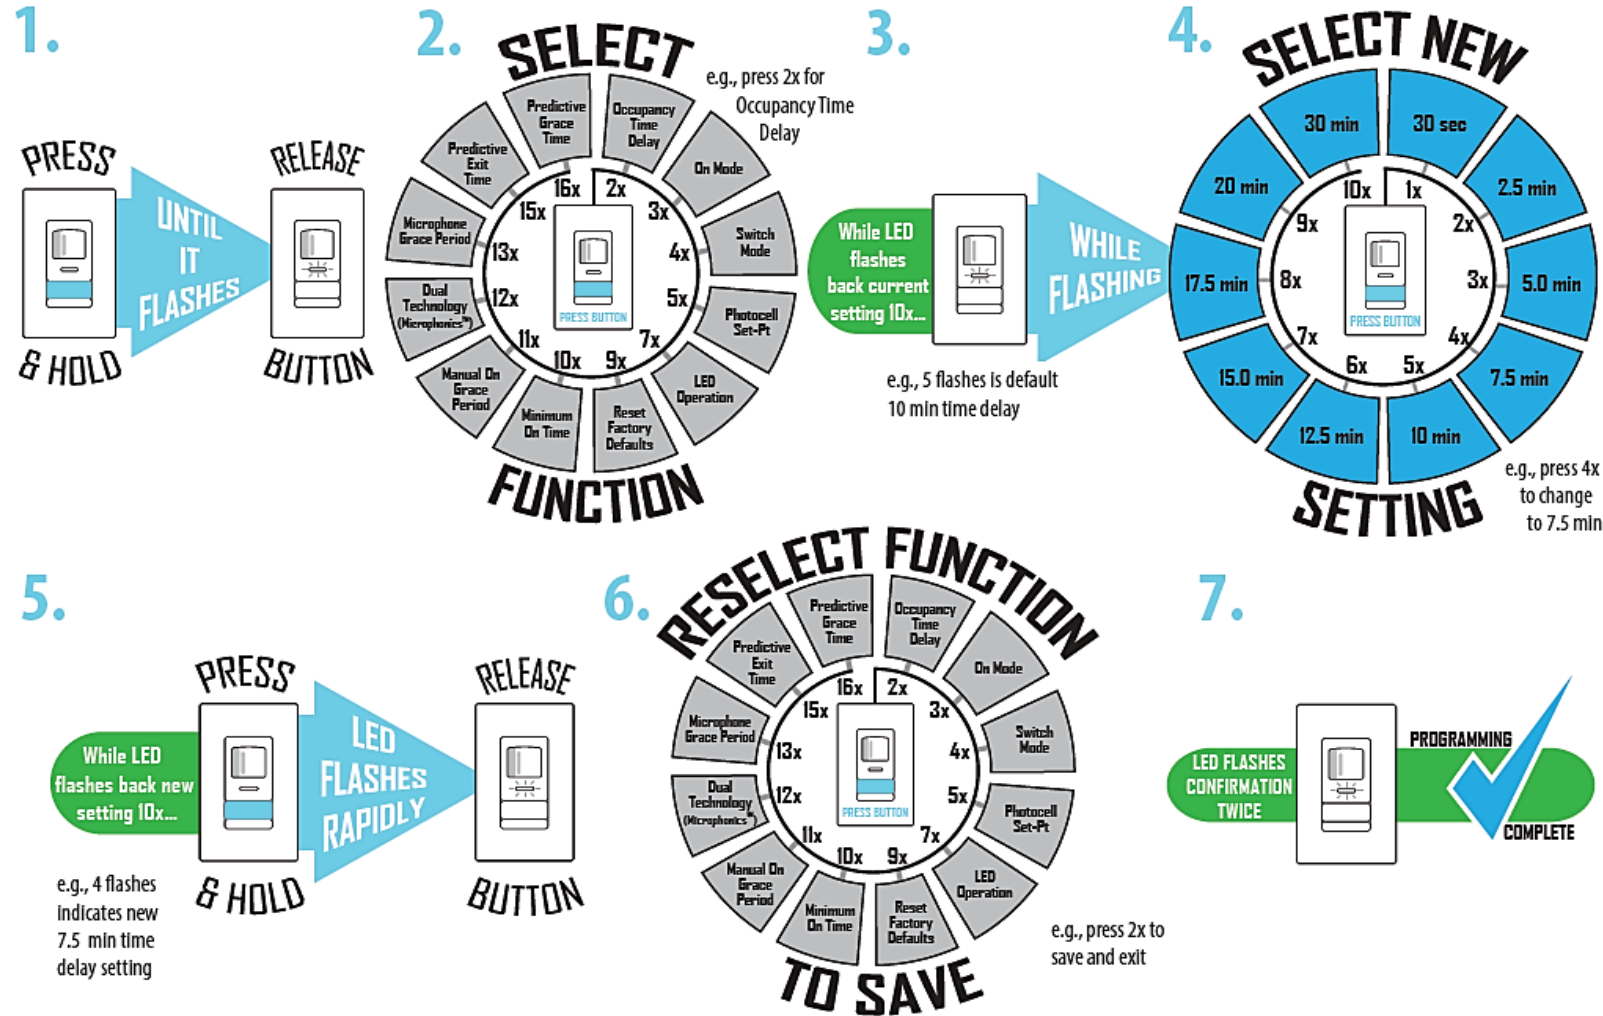 1.
PRESS
& HOLD
UNTIL
IT
FLASHES
RELEASE
BUTTON
2.
SELECT
FUNCTION
e.g., press 2x for
Occupancy Time
Delay
Occupancy
Time
Delay
On Mode
Switch
Mode
Photocell
Set-Pt
LED
Operation
Reset
Factory
Defaults
Minimum
On Time
Manual On
Grace
Period
Dual
Technology
(Microphonics™)
Microphone
Grace Period
Predictive
Exit
Time
Predictive
Grace
Time
2x
3x
4x
5x
7x
9x
10x
11x
12x
13x
15x
16x
PRESS BUTTON
3.
While LED
flashes
back current
setting 10x...
WHILE
FLASHING
e.g., 5 flashes is default
10 min time delay
4.
SELECT NEW
SETTING
30 sec
2.5 min
5.0 min
7.5 min
10 min
12.5 min
15.0 min
17.5 min
20 min
30 min
1x
2x
3x
4x
5x
6x
7x
8x
9x
10x
PRESS BUTTON
e.g., press 4x
to change
to 7.5 min
5.
While LED
flashes back new
setting 10x...
PRESS
& HOLD
LED
FLASHES
RAPIDLY
RELEASE
BUTTON
e.g., 4 flashes
indicates new
7.5 min time
delay setting
6.
RESELECT FUNCTION
TO SAVE
Occupancy
Time
Delay
On Mode
Switch
Mode
Photocell
Set-Pt
LED
Operation
Reset
Factory
Defaults
Minimum
On Time
Manual On
Grace
Period
Dual
Technology
(Microphonics™)
Microphone
Grace Period
Predictive
Exit
Time
Predictive
Grace
Time
2x
3x
4x
5x
7x
9x
10x
11x
12x
13x
15x
16x
PRESS BUTTON
e.g., press 2x to
save and exit
7.
LED FLASHES
CONFIRMATION
TWICE
PROGRAMMING
COMPLETE